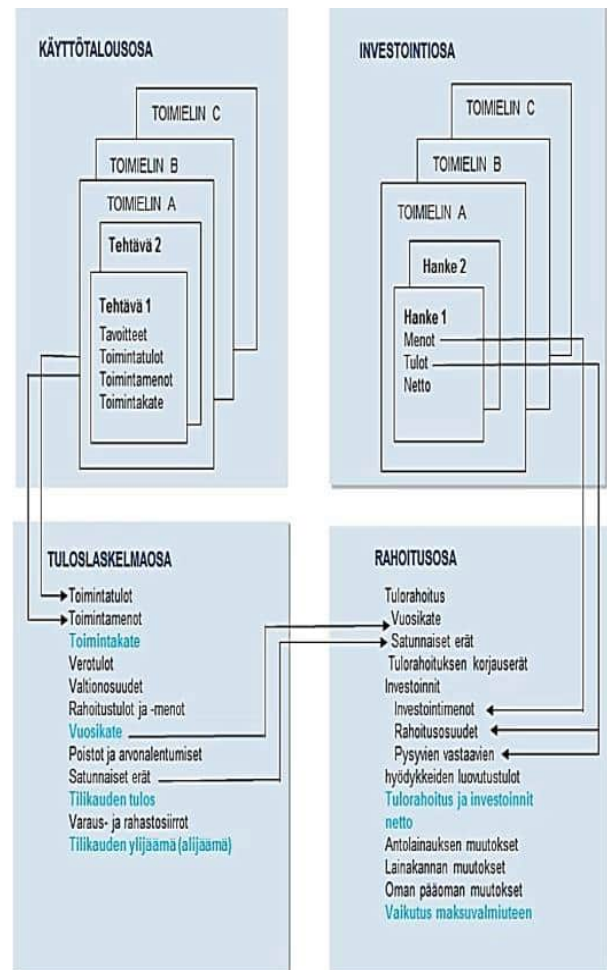 KÄYTTÖTALOUSOSA
TOIMIELIN C
TOIMIELIN B
TOIMIELIN A
Tehtävä 2
Tehtävä 1
Tavoitteet
Toimintatulot
Toimintamenot
Toimintakate
INVESTOINTIOSA
TOIMIELIN C
TOIMIELIN B
TOIMIELIN A
Hanke 2
Hanke 1
Menot
Tulot
Netto
TULOSLASKELMAOSA
Toimintatulot
Toimintamenot
Toimintakate
Verotulot
Valtionosuudet
Rahoitustulot ja -menot
Vuosikate
Poistot ja arvonalentumiset
Satunnaiset erät
Tilikauden tulos
Varaus- ja rahastosiirrot
Tilikauden ylijäämä (alijäämä)
RAHOITUSOSA
Tulorahoitus
Vuosikate
Satunnaiset erät
Tulorahoituksen korjauserät
Investoinnit
Investointimenot
Rahoitusosuudet
Pysyvien vastaavien
hyödykkeiden luovutustulot
Tulorahoitus ja investoinnit
netto
Antolainauksen muutokset
Lainakannan muutokset
Oman pääoman muutokset
Vaikutus maksuvalmiuteen